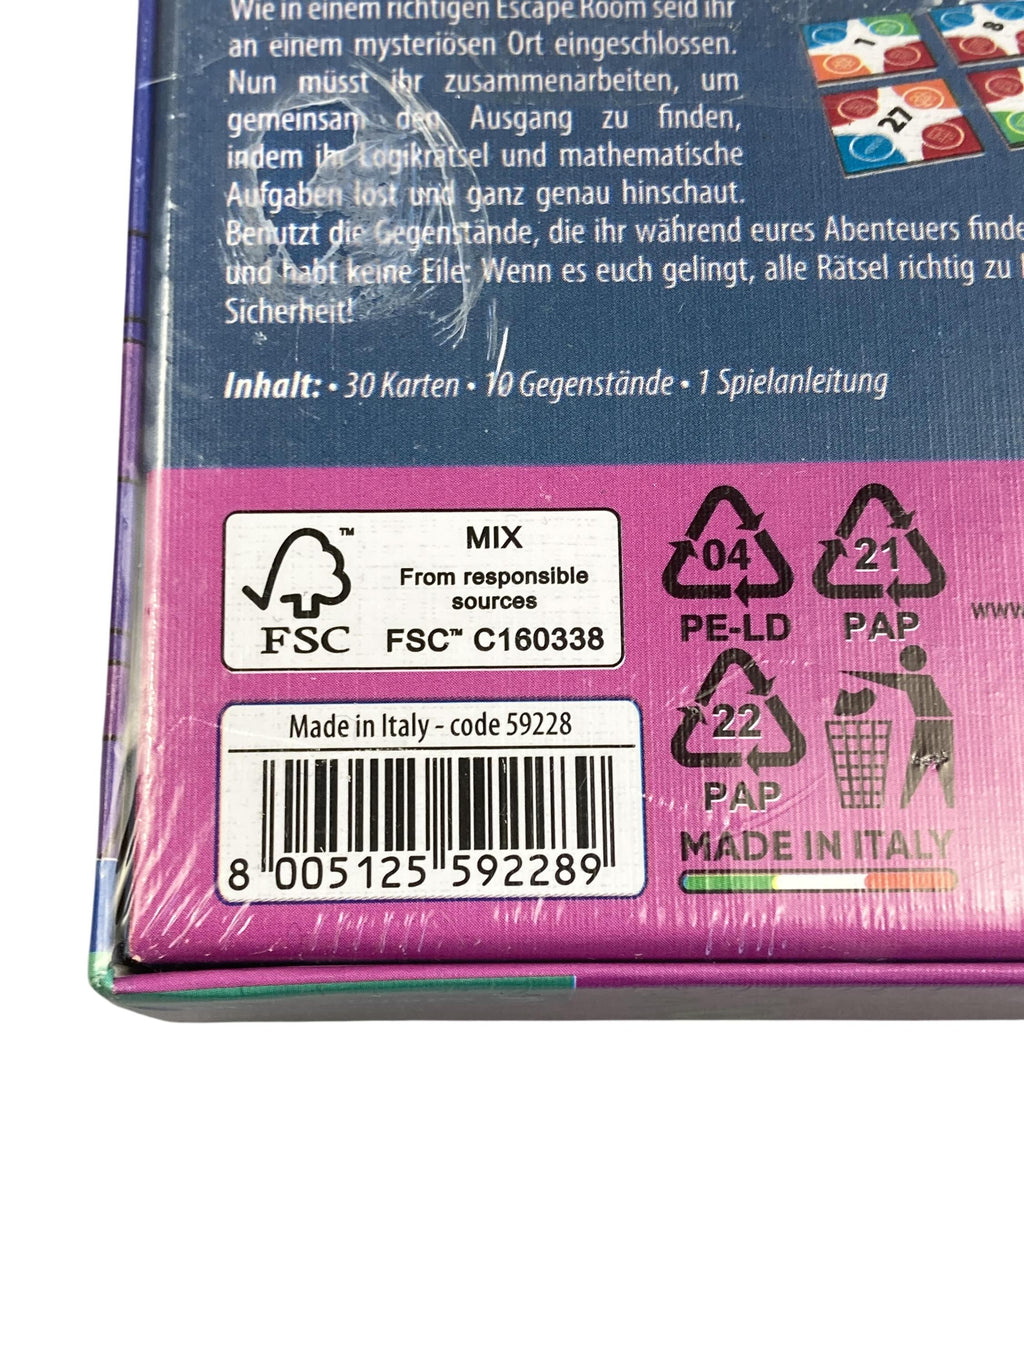 Wie in einem richtigen Escape Room seid ihr
an einem mysteriösen Ort eingeschlossen.
Nun müsst ihr zusammenarbeiten, um
gemeinsam den Ausgang zu finden,
indem ihr Logikrätsel und mathematische
Aufgaben löst und ganz genau hinschaut.
Benutzt die Gegenstände, die ihr während eures Abenteuers finde
und habt keine Eile: Wenn es euch gelingt, alle Rätsel richtig zu
Sicherheit!
Inhalt: • 30 Karten • 10 Gegenstände • 1 Spielanleitung
1
8
27
FSC
™
MIX
From responsible
sources
FSC™ C160338
04
PE-LD
21
PAP
www.
22
PAP
MADE IN ITALY
Made in Italy - code 59228
8 005125 592289